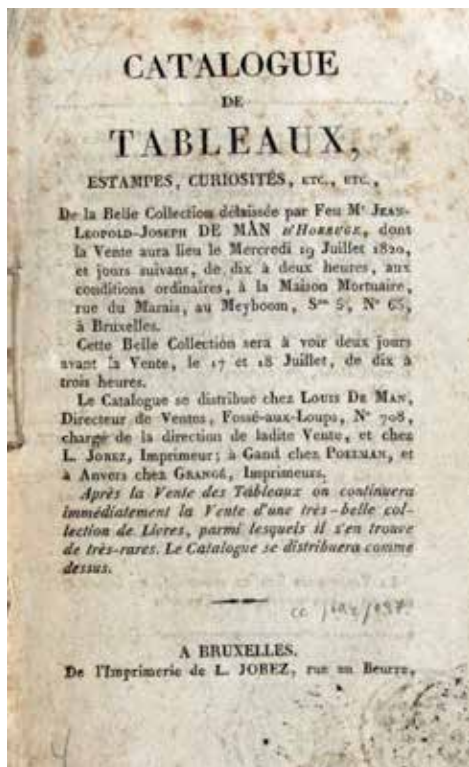 CATALOGUE
DE
TABLEAUX,
ESTAMPES, CURIOSITÉS, ETC., ETC.,
De la Belle Collection délaissée par Feu Mr JEAN-
LEOPOLD-JOSEPH DE MAN D'HOBRUGE, dont
la Vente aura lieu le Mercredi 19 Juillet 1820,
et jours suivans, de dix à deux heures, aux
conditions ordinaires, à la Maison Mortuaire,
rue du Marais, au Meyboom, Son 5, No 65,
à Bruxelles.
Cette Belle Collection sera à voir deux jours
avant la Vente, le 17 et 18 Juillet, de dix à
trois heures.
Le Catalogue se distribue chez LOUIS DE MAN,
Directeur de Ventes, Fossé-aux-Loups, No 708,
chargé de la direction de ladite Vente, et chez
L. JOREZ, Imprimeur; à Gand chez POELMAN, et
à Anvers chez GRANGÉ, Imprimeurs.
Après la Vente des Tableaux on continuera
immédiatement la Vente d'une très-belle col-
lection de Livres, parmi lesquels il s'en trouve
de très-rares. Le Catalogue se distribuera comme
dessus.
A BRUXELLES.
De l'Imprimerie de L. JOREZ, rue au Beurre,